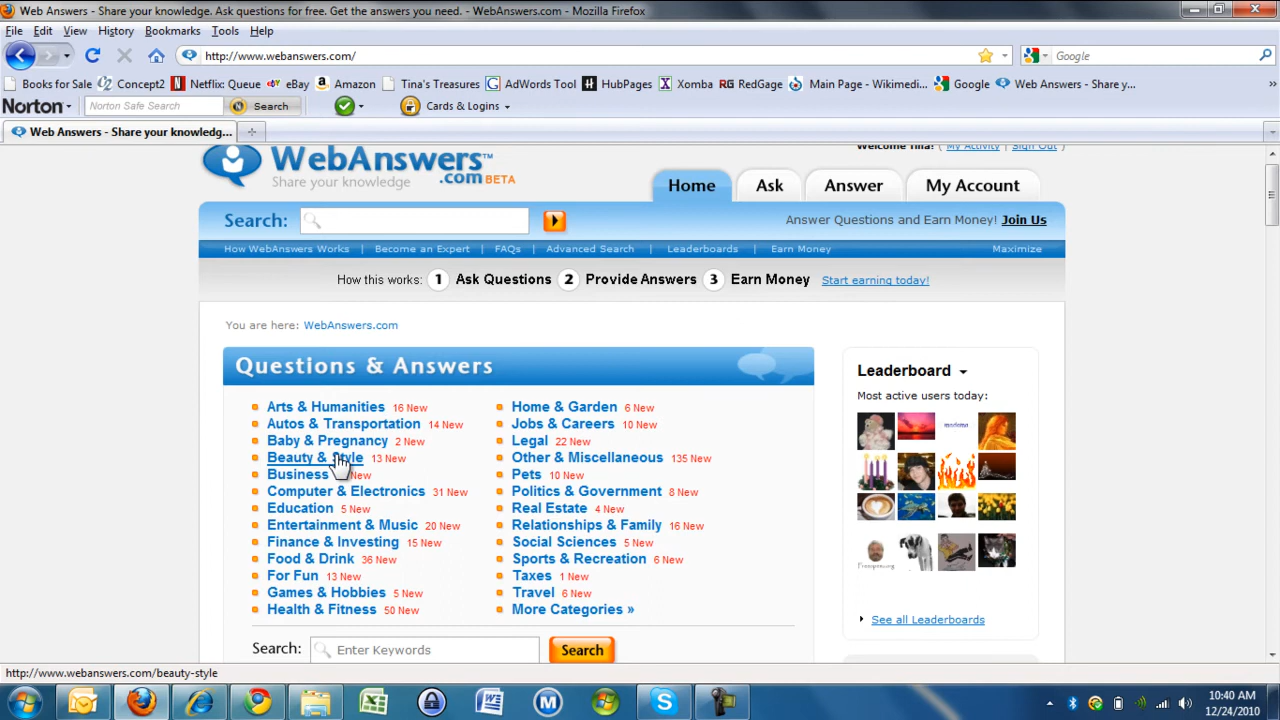 Web Answers - Share your knowledge. Ask questions for free. Get the answers you need. - WebAnswers.com - Mozilla Firefox
File Edit View History Bookmarks Tools Help
http://www.webanswers.com/ Google
Books for Sale Concept2 Netflix: Queue eBay Amazon Tina's Treasures AdWords Tool HubPages Xomba RedGage Main Page - Wikimedi... Google Web Answers - Share y...
Norton Norton Safe Search Search Cards & Logins
Web Answers - Share your knowledg...
Welcome Tina! ( My Activity | Sign Out )
WebAnswers™
.com BETA
Share your knowledge
Home Ask Answer My Account
Search: Answer Questions and Earn Money! Join Us
How WebAnswers Works | Become an Expert | FAQs | Advanced Search | Leaderboards | Earn Money Maximize
How this works: 1 Ask Questions 2 Provide Answers 3 Earn Money Start earning today!
You are here: WebAnswers.com
Questions & Answers
Arts & Humanities 16 New
Autos & Transportation 14 New
Baby & Pregnancy 2 New
Beauty & Style 13 New
Business New
Computer & Electronics 31 New
Education 5 New
Entertainment & Music 20 New
Finance & Investing 15 New
Food & Drink 36 New
For Fun 13 New
Games & Hobbies 5 New
Health & Fitness 50 New
Home & Garden 6 New
Jobs & Careers 10 New
Legal 22 New
Other & Miscellaneous 135 New
Pets 10 New
Politics & Government 8 New
Real Estate 4 New
Relationships & Family 16 New
Social Sciences 5 New
Sports & Recreation 6 New
Taxes 1 New
Travel 6 New
More Categories »
Search: Enter Keywords Search
Leaderboard
Most active users today:
See all Leaderboards
http://www.webanswers.com/beauty-style
10:40 AM
12/24/2010